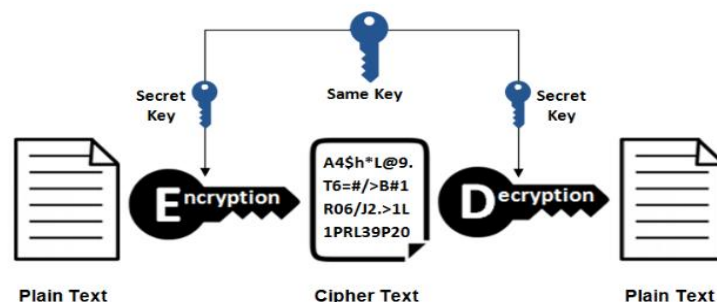 Secret
Key
Same Key
Secret
Key
Encryption
A4$h*L@9.
T6=#/>B#1
R06/J2.>1L
1PRL39P20
Decryption
Plain Text
Cipher Text
Plain Text